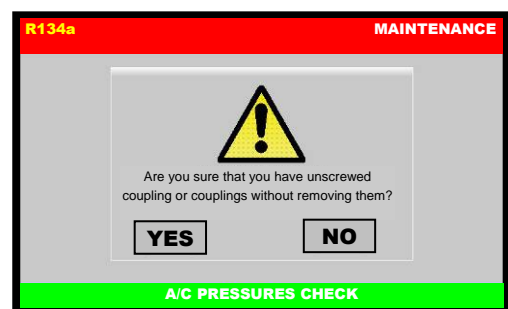 R134a MAINTENANCE
Are you sure that you have unscrewed
coupling or couplings without removing them?
YES NO
A/C PRESSURES CHECK